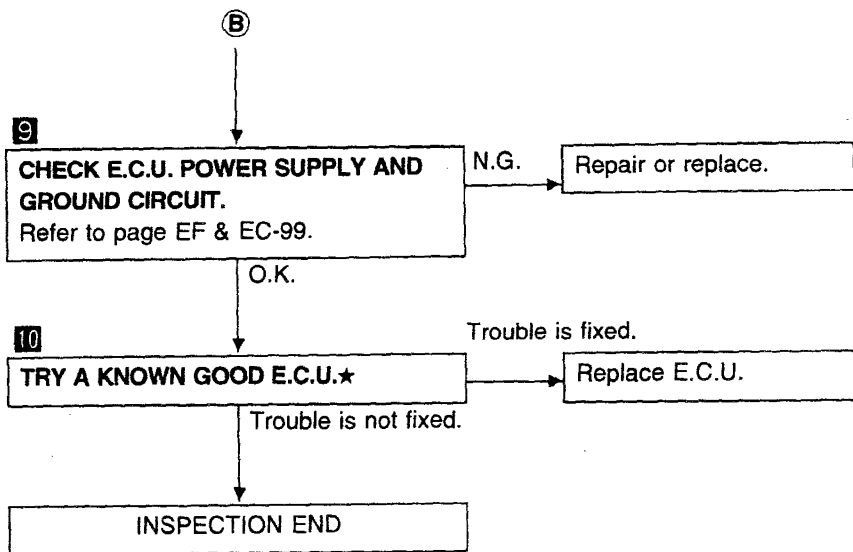 B
9
CHECK E.C.U. POWER SUPPLY AND
GROUND CIRCUIT.
Refer to page EF & EC-99.
N.G.
Repair or replace.
O.K.
10
TRY A KNOWN GOOD E.C.U.★
Trouble is fixed.
Replace E.C.U.
Trouble is not fixed.
INSPECTION END